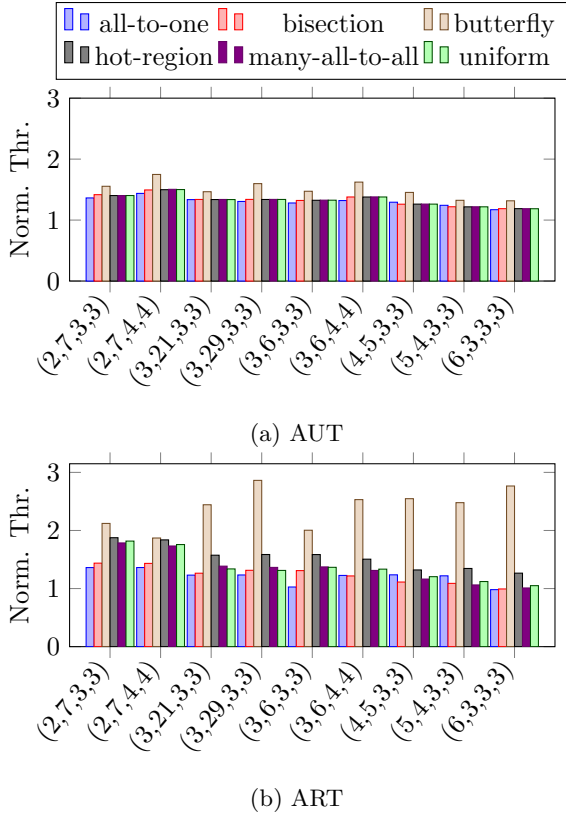 all-to-one bisection butterfly
hot-region many-all-to-all uniform
3
2
1
0
Norm. Thr.
(2,7,3,3) (2,7,4,4) (3,21,3,3) (3,29,3,3) (3,6,3,3) (3,6,4,4) (4,5,3,3) (5,4,3,3) (6,3,3,3)
(a) AUT
3
2
1
0
Norm. Thr.
(2,7,3,3) (2,7,4,4) (3,21,3,3) (3,29,3,3) (3,6,3,3) (3,6,4,4) (4,5,3,3) (5,4,3,3) (6,3,3,3)
(b) ART